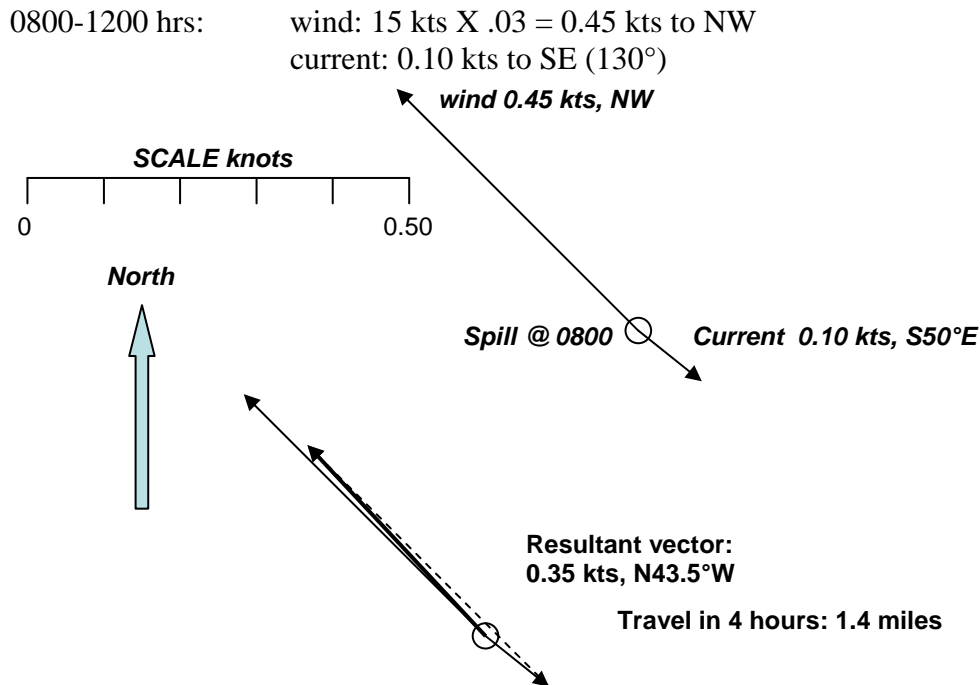 0800-1200 hrs: wind: 15 kts X .03 = 0.45 kts to NW
current: 0.10 kts to SE (130°)
wind 0.45 kts, NW
SCALE knots
0 0.50
North
Spill @ 0800 Current 0.10 kts, S50°E
Resultant vector:
0.35 kts, N43.5°W
Travel in 4 hours: 1.4 miles